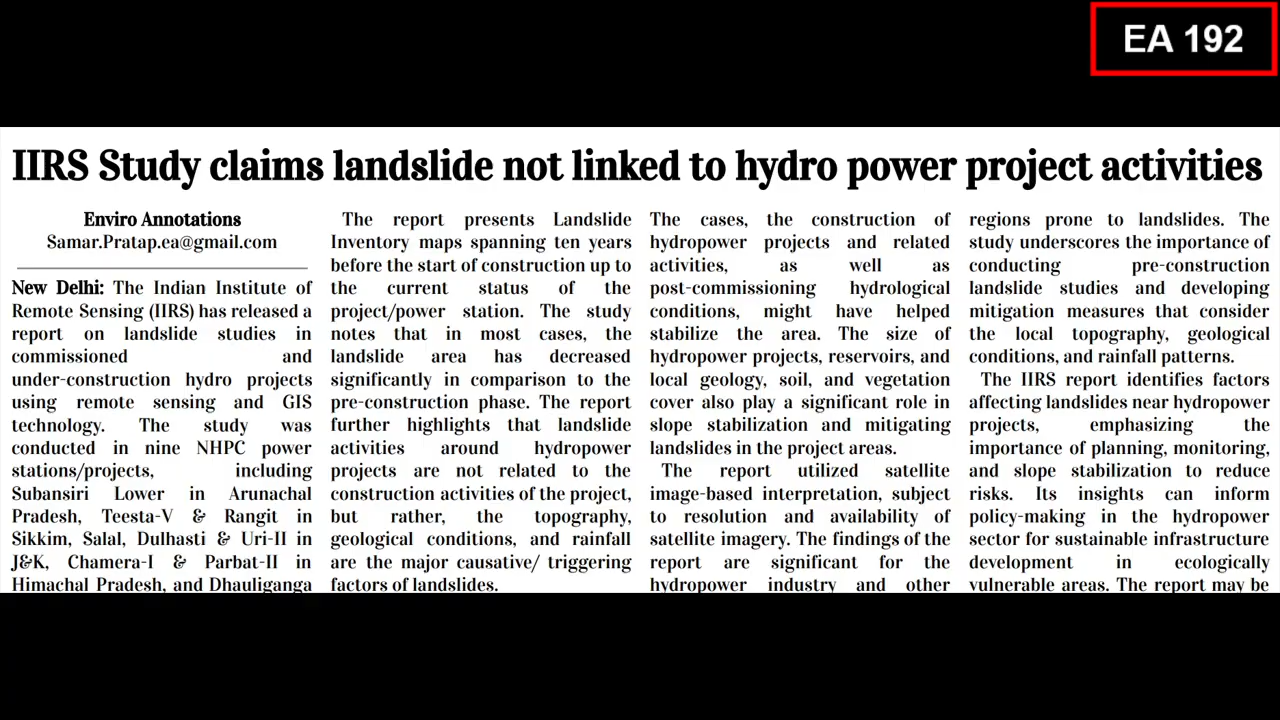 EA 192
IIRS Study claims landslide not linked to hydro power project activities
Enviro Annotations
Samar.Pratap.ea@gmail.com
New Delhi: The Indian Institute of
Remote Sensing (IIRS) has released a
report on landslide studies in
commissioned and
under-construction hydro projects
using remote sensing and GIS
technology. The study was
conducted in nine NHPC power
stations/projects, including
Subansiri Lower in Arunachal
Pradesh, Teesta-V & Rangit in
Sikkim, Salal, Dulhasti & Uri-II in
J&K, Chamera-I & Parbat-II in
Himachal Pradesh, and Dhauliganga
The report presents Landslide
Inventory maps spanning ten years
before the start of construction up to
the current status of the
project/power station. The study
notes that in most cases, the
landslide area has decreased
significantly in comparison to the
pre-construction phase. The report
further highlights that landslide
activities around hydropower
projects are not related to the
construction activities of the project,
but rather, the topography,
geological conditions, and rainfall
are the major causative/ triggering
factors of landslides.
The cases, the construction of
hydropower projects and related
activities, as well as
post-commissioning hydrological
conditions, might have helped
stabilize the area. The size of
hydropower projects, reservoirs, and
local geology, soil, and vegetation
cover also play a significant role in
slope stabilization and mitigating
landslides in the project areas.
The report utilized satellite
image-based interpretation, subject
to resolution and availability of
satellite imagery. The findings of the
report are significant for the
hydropower industry and other
regions prone to landslides. The
study underscores the importance of
conducting pre-construction
landslide studies and developing
mitigation measures that consider
the local topography, geological
conditions, and rainfall patterns.
The IIRS report identifies factors
affecting landslides near hydropower
projects, emphasizing the
importance of planning, monitoring,
and slope stabilization to reduce
risks. Its insights can inform
policy-making in the hydropower
sector for sustainable infrastructure
development in ecologically
vulnerable areas. The report may be